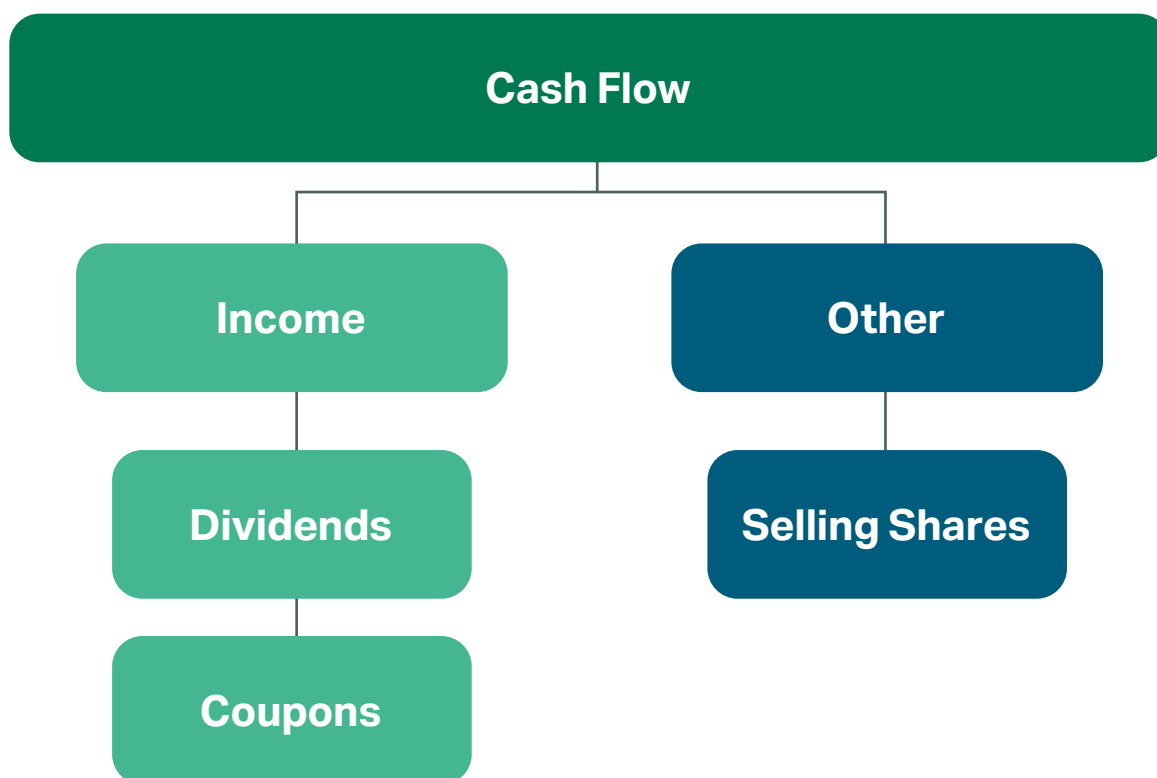 Cash Flow
Income
Other
Dividends
Selling Shares
Coupons